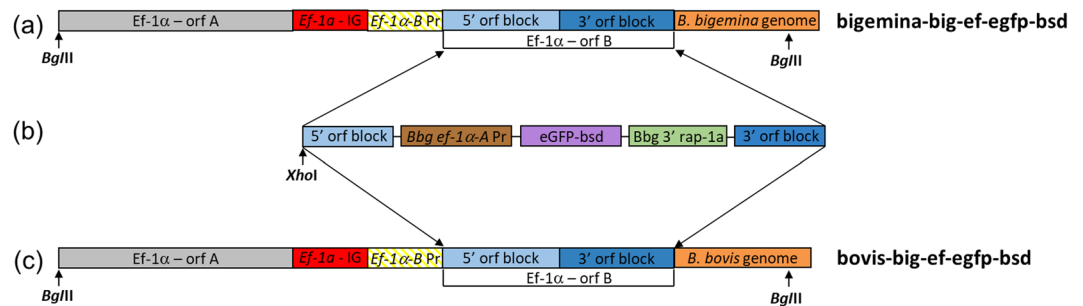 (a) Ef-1α – orf A Ef-1a - IG Ef-1α-B Pr 5’ orf block 3’ orf block B. bigemina genome bigemina-big-ef-egfp-bsd
Ef-1α – orf B
BglII BglII
(b) 5’ orf block Bbg ef-1α-A Pr eGFP-bsd Bbg 3’ rap-1a 3’ orf block
XhoI
(c) Ef-1α – orf A Ef-1a - IG Ef-1α-B Pr 5’ orf block 3’ orf block B. bovis genome bovis-big-ef-egfp-bsd
Ef-1α – orf B
BglII BglII